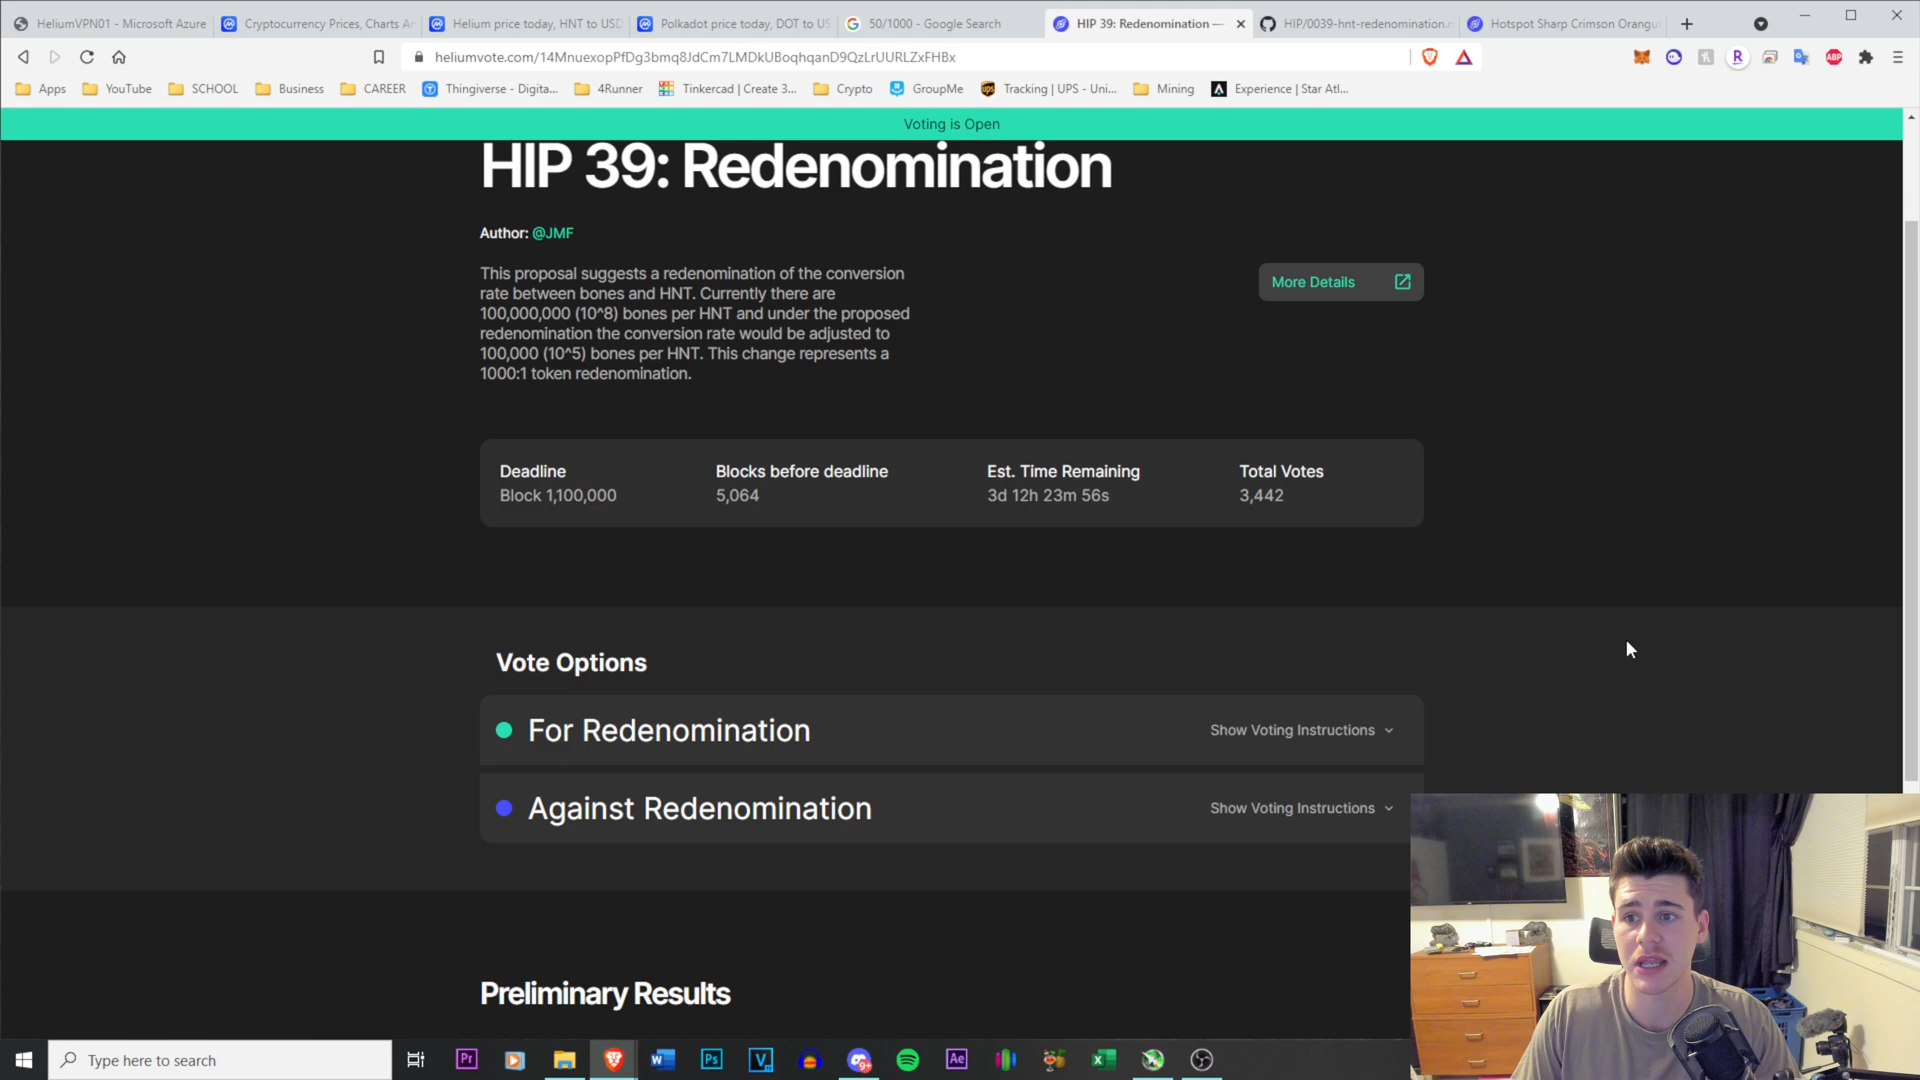 HeliumVPN01 - Microsoft Azure
Cryptocurrency Prices, Charts An
Helium price today, HNT to USD
Polkadot price today, DOT to US
50/1000 - Google Search
HIP 39: Redenomination —
HIP/0039-hnt-redenomination.m
Hotspot Sharp Crimson Orangut
heliumvote.com/14MnuexopPfDg3bmq8JdCm7LMDkUBoqhqanD9QzLrUURLZxFHBx
Apps
YouTube
SCHOOL
Business
CAREER
Thingiverse - Digita...
4Runner
Tinkercad | Create 3...
Crypto
GroupMe
Tracking | UPS - Uni...
Mining
Experience | Star Atl...
R
ABP
Voting is Open
HIP 39: Redenomination
Author: @JMF
This proposal suggests a redenomination of the conversion
rate between bones and HNT. Currently there are
100,000,000 (10^8) bones per HNT and under the proposed
redenomination the conversion rate would be adjusted to
100,000 (10^5) bones per HNT. This change represents a
1000:1 token redenomination.
More Details
Deadline
Block 1,100,000
Blocks before deadline
5,064
Est. Time Remaining
3d 12h 23m 56s
Total Votes
3,442
Vote Options
For Redenomination
Show Voting Instructions
Against Redenomination
Show Voting Instructions
Preliminary Results
Type here to search
Pr
W
Ps
V
9+
Ae
X